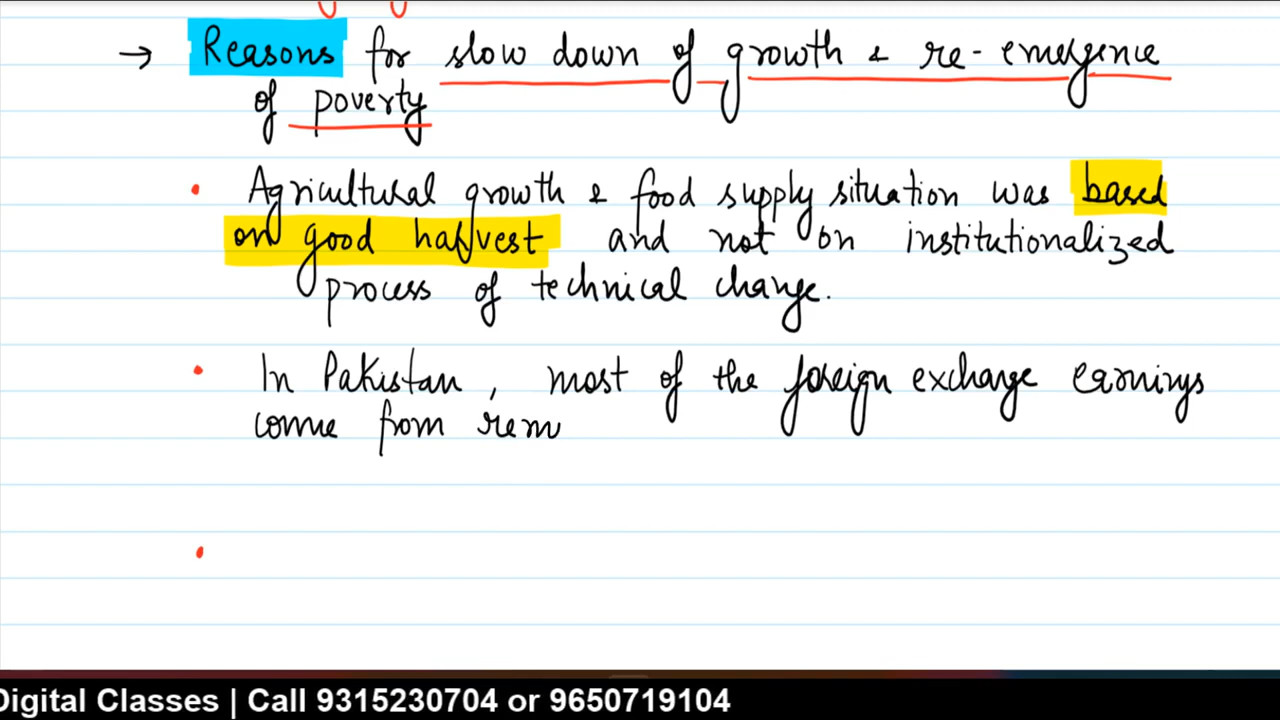 → Reasons for slow down of growth & re-emergence
of poverty
• Agricultural growth & food supply situation was based
on good harvest and not on institutionalized
process of technical change.
• In Pakistan, most of the foreign exchange earnings
come from rem
•
Digital Classes | Call 9315230704 or 9650719104